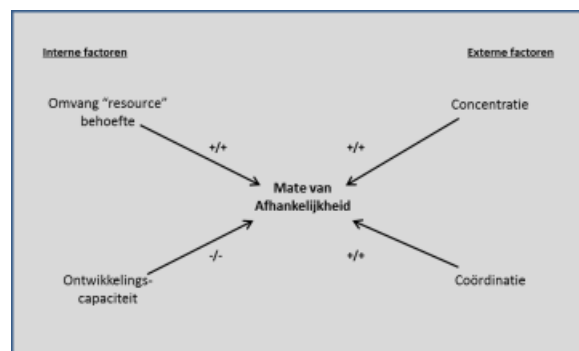 Interne factoren
Externe factoren
Omvang "resource"
behoefte
Concentratie
+/+
+/+
Mate van
Afhankelijkheid
-/-
+/+
Ontwikkelings-
capaciteit
Coördinatie